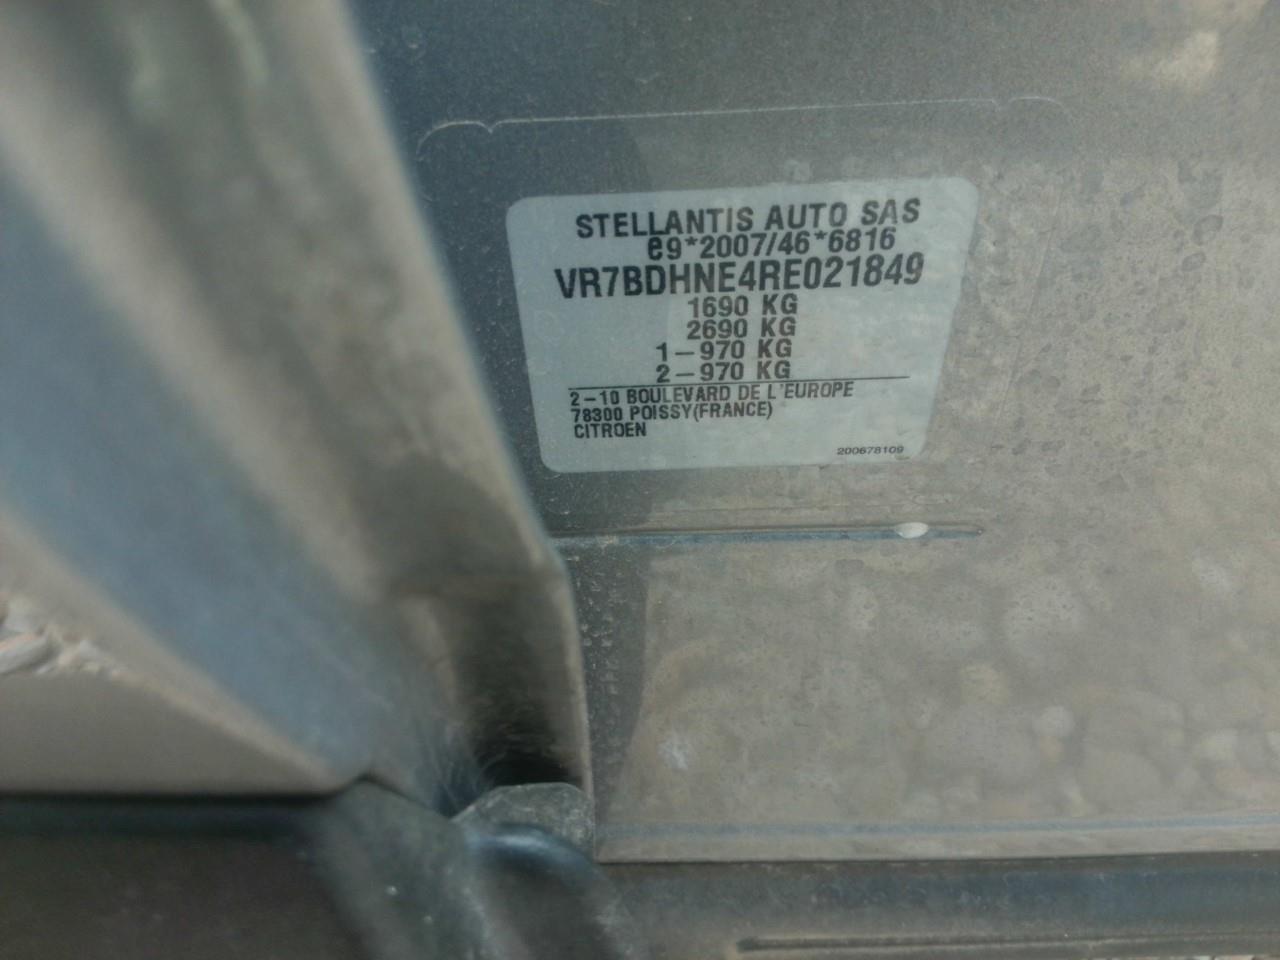 STELLANTIS AUTO SAS
e9*2007/46*6816
VR7BDHNE4RE021849
1690 KG
2690 KG
1-970 KG
2-970 KG
2-10 BOULEVARD DE L'EUROPE
78300 POISSY(FRANCE)
CITROEN
200678109